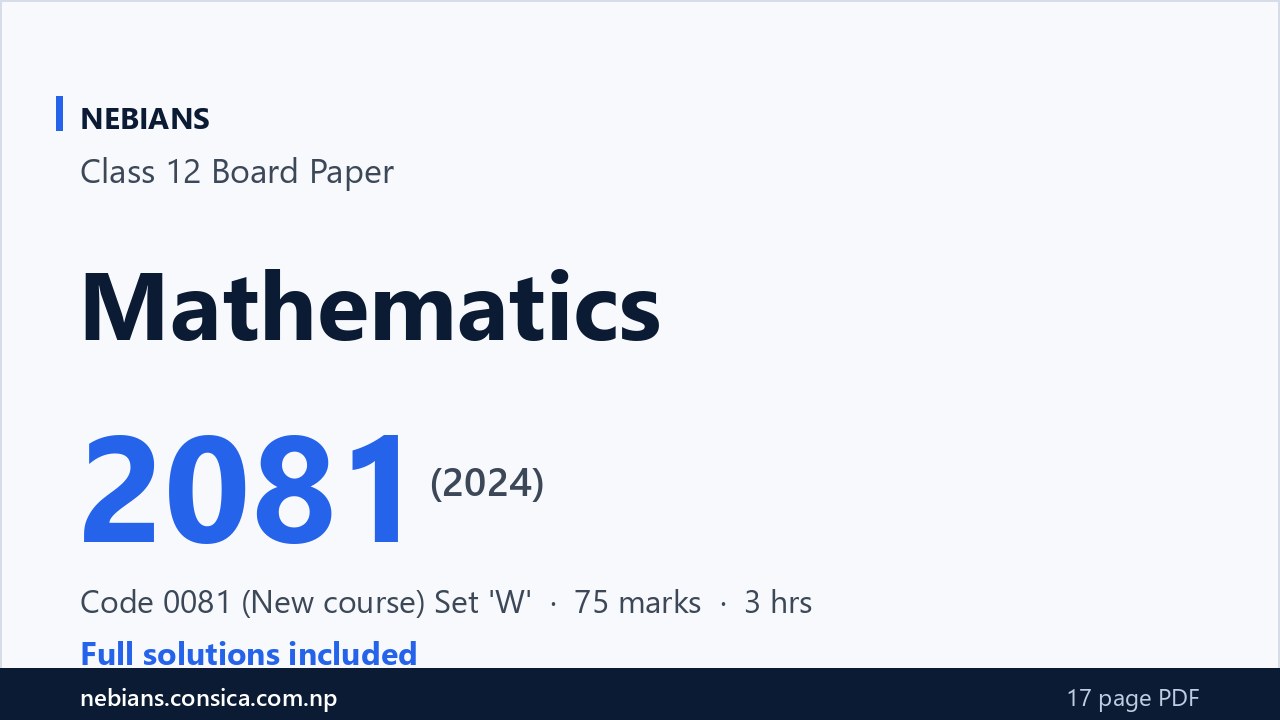 NEBIANS
Class 12 Board Paper
Mathematics
2081 (2024)
Code 0081 (New course) Set 'W' · 75 marks · 3 hrs
Full solutions included
nebians.consica.com.np 17 page PDF